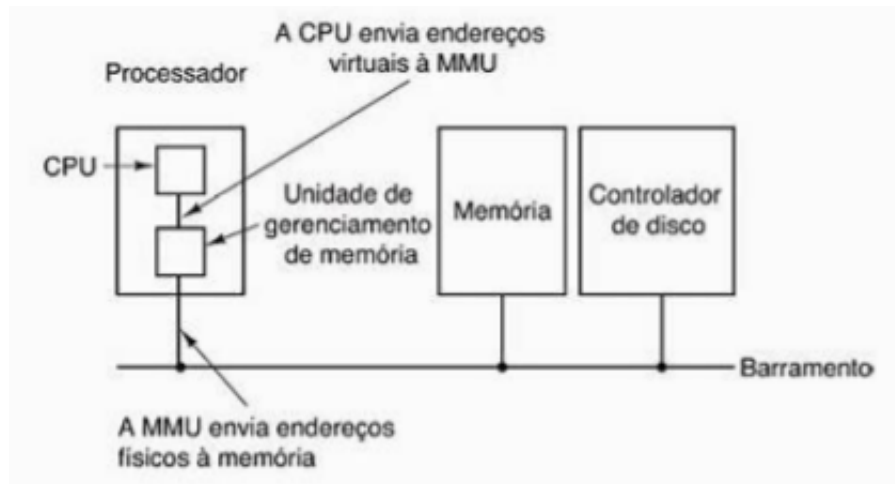 A CPU envia endereços
virtuais à MMU
Processador
CPU
Unidade de
gerenciamento
de memória
Memória
Controlador
de disco
Barramento
A MMU envia endereços
físicos à memória